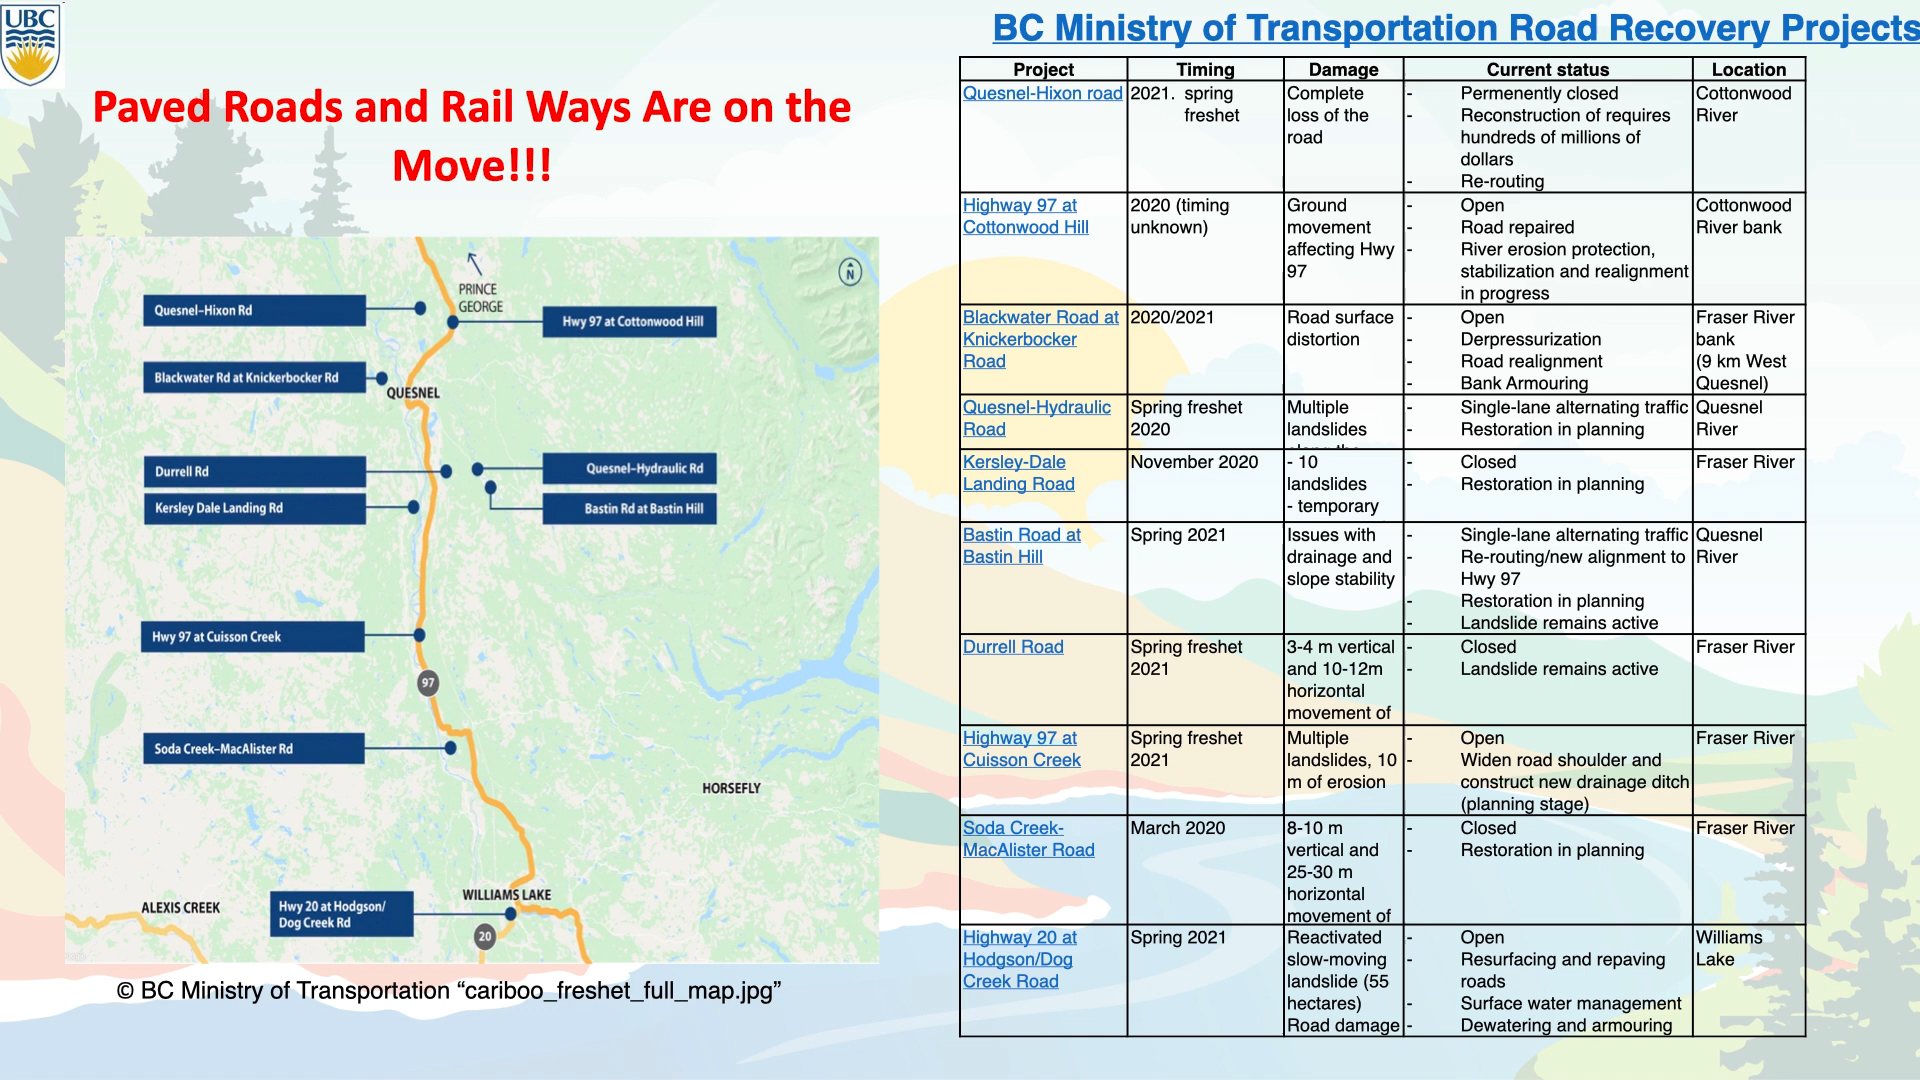 UBC
BC Ministry of Transportation Road Recovery Projects
Paved Roads and Rail Ways Are on the
Move!!!
PRINCE
GEORGE
N
Quesnel–Hixon Rd
Hwy 97 at Cottonwood Hill
Blackwater Rd at Knickerbocker Rd
QUESNEL
Durrell Rd
Quesnel–Hydraulic Rd
Kersley Dale Landing Rd
Bastin Rd at Bastin Hill
Hwy 97 at Cuisson Creek
97
Soda Creek–MacAlister Rd
HORSEFLY
WILLIAMS LAKE
ALEXIS CREEK
Hwy 20 at Hodgson/
Dog Creek Rd
20
© BC Ministry of Transportation “cariboo_freshet_full_map.jpg”
Project Timing Damage Current status Location
Quesnel-Hixon road
2021. spring
freshet
Complete
loss of the
road
- Permenently closed
- Reconstruction of requires
hundreds of millions of
dollars
- Re-routing
Cottonwood
River
Highway 97 at
Cottonwood Hill
2020 (timing
unknown)
Ground
movement
affecting Hwy
97
- Open
- Road repaired
- River erosion protection,
stabilization and realignment
in progress
Cottonwood
River bank
Blackwater Road at
Knickerbocker
Road
2020/2021
Road surface
distortion
- Open
- Derpressurization
- Road realignment
- Bank Armouring
Fraser River
bank
(9 km West
Quesnel)
Quesnel-Hydraulic
Road
Spring freshet
2020
Multiple
landslides
along the
- Single-lane alternating traffic
- Restoration in planning
Quesnel
River
Kersley-Dale
Landing Road
November 2020
- 10
landslides
- temporary
- Closed
- Restoration in planning
Fraser River
Bastin Road at
Bastin Hill
Spring 2021
Issues with
drainage and
slope stability
- Single-lane alternating traffic
- Re-routing/new alignment to
Hwy 97
- Restoration in planning
- Landslide remains active
Quesnel
River
Durrell Road
Spring freshet
2021
3-4 m vertical
and 10-12m
horizontal
movement of
- Closed
- Landslide remains active
Fraser River
Highway 97 at
Cuisson Creek
Spring freshet
2021
Multiple
landslides, 10
m of erosion
- Open
- Widen road shoulder and
construct new drainage ditch
(planning stage)
Fraser River
Soda Creek-
MacAlister Road
March 2020
8-10 m
vertical and
25-30 m
horizontal
movement of
- Closed
- Restoration in planning
Fraser River
Highway 20 at
Hodgson/Dog
Creek Road
Spring 2021
Reactivated
slow-moving
landslide (55
hectares)
Road damage
- Open
- Resurfacing and repaving
roads
- Surface water management
- Dewatering and armouring
Williams
Lake